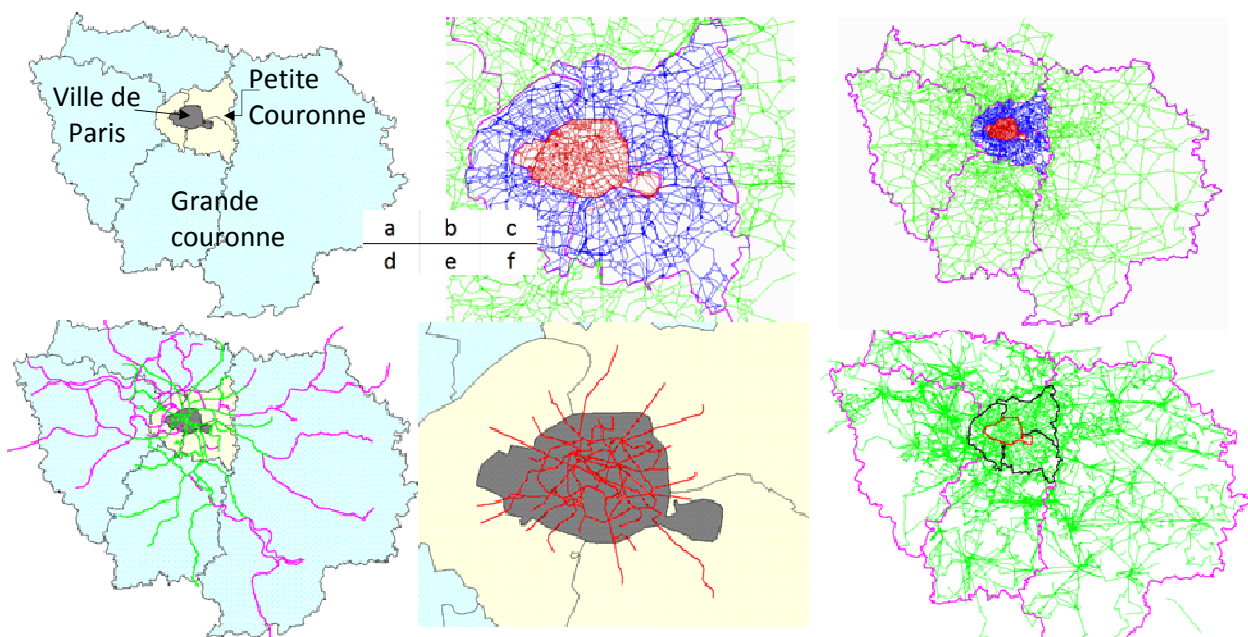 Ville de
Paris
Petite
Couronne
Grande
couronne
a b c
d e f